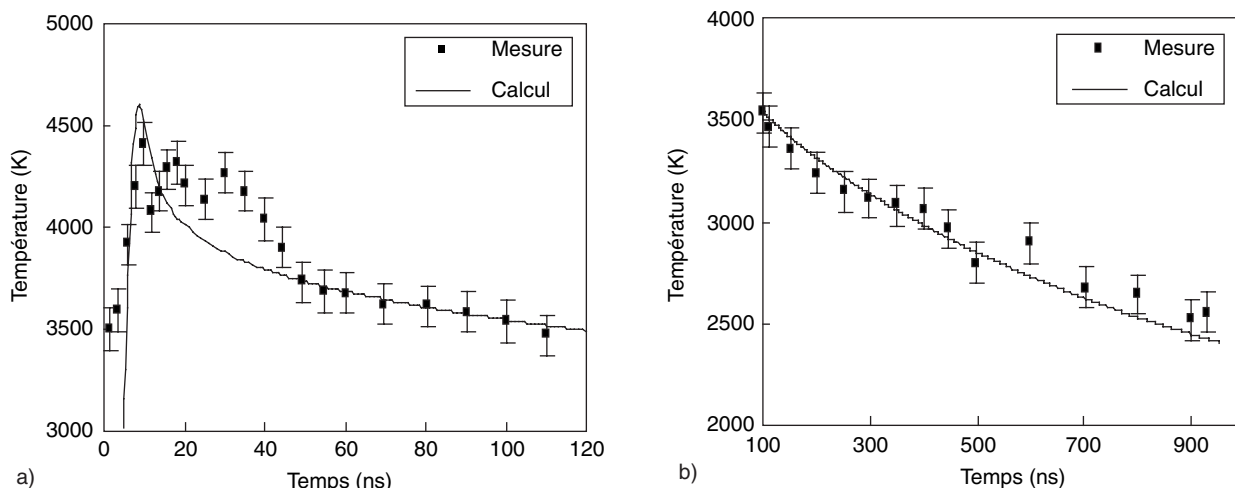 5000
4500
4000
3500
3000
Température (K)
Mesure
Calcul
0 20 40 60 80 100 120
Temps (ns)
a)
4000
3500
3000
2500
2000
Température (K)
Mesure
Calcul
100 300 500 700 900
Temps (ns)
b)